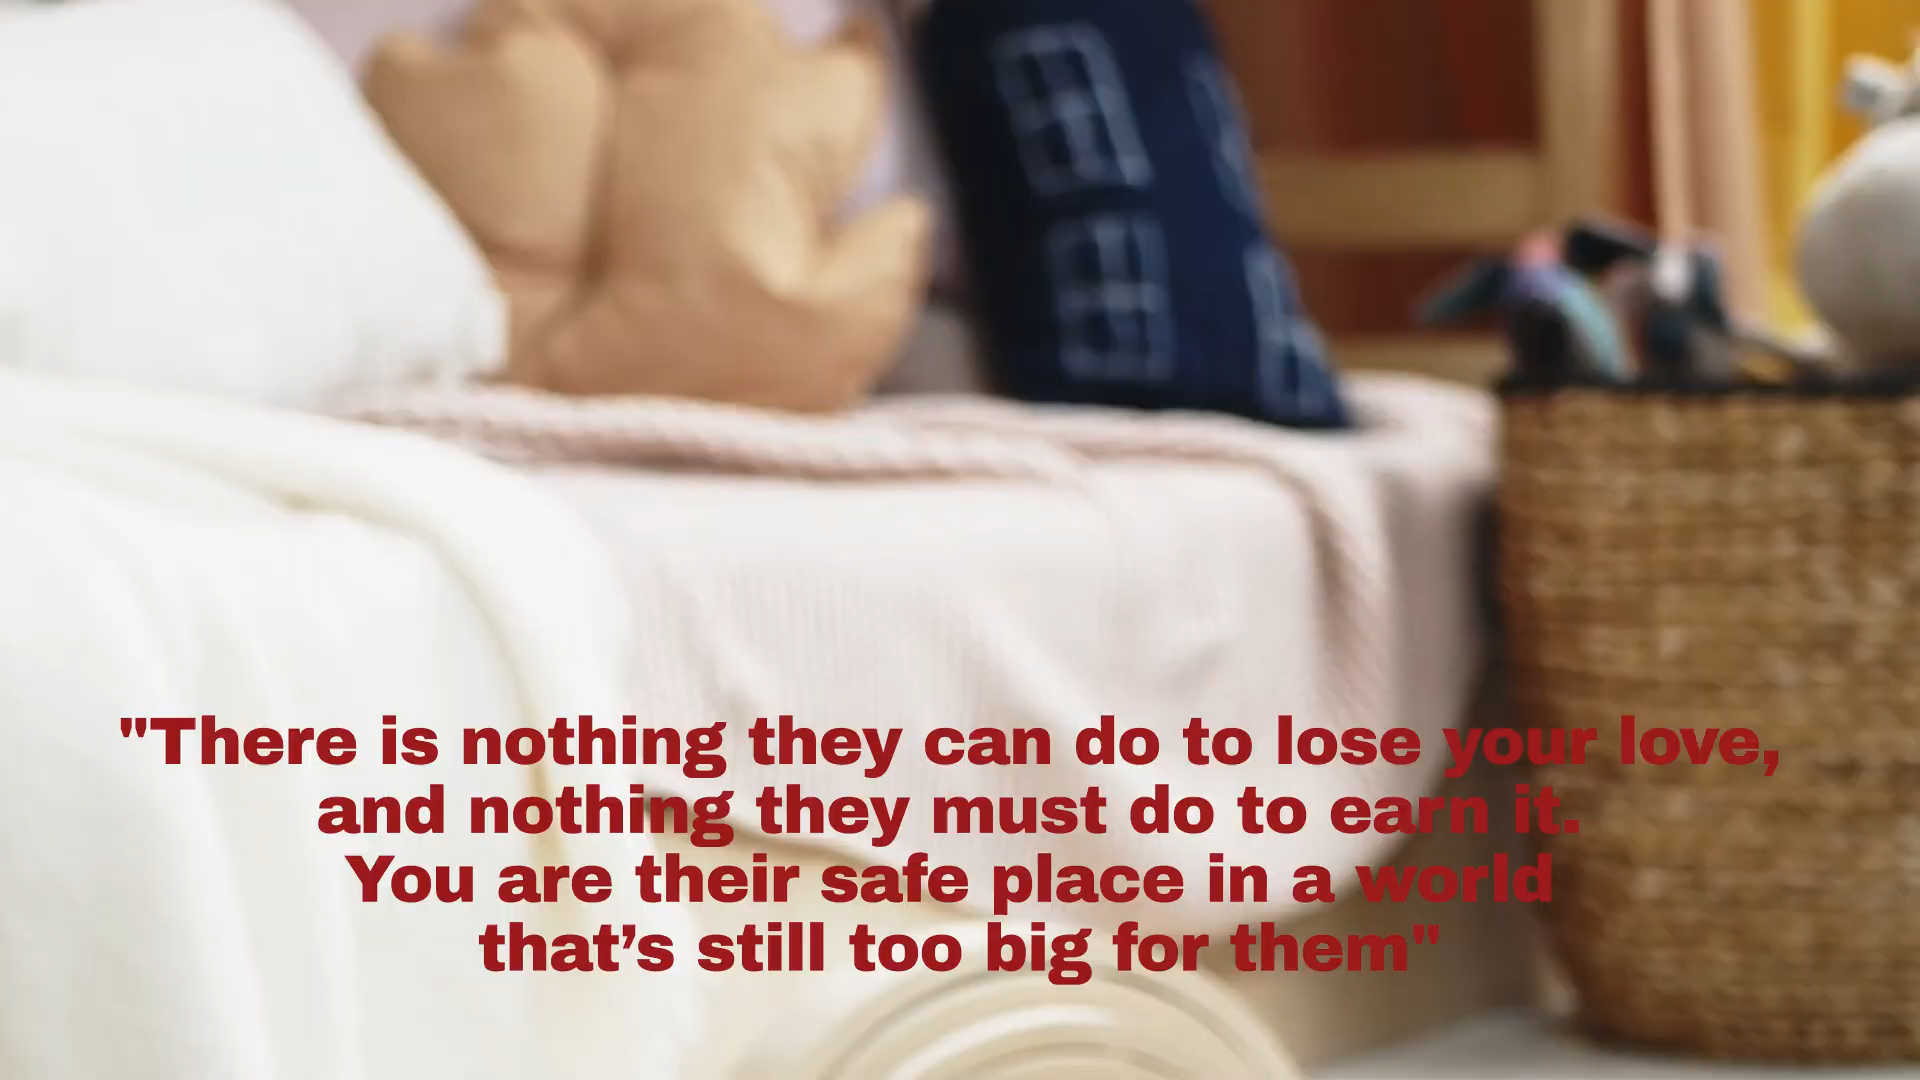 "There is nothing they can do to lose your love,
and nothing they must do to earn it.
You are their safe place in a world
that’s still too big for them"